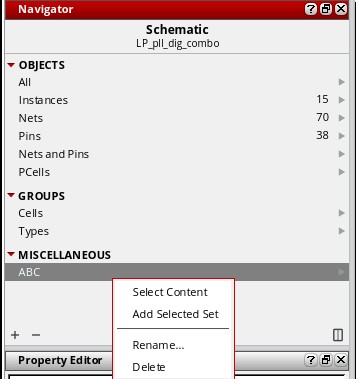 Navigator
Schematic
LP_pll_dig_combo
OBJECTS
All
Instances 15
Nets 70
Pins 38
Nets and Pins
PCells
GROUPS
Cells
Types
MISCELLANEOUS
ABC
Select Content
Add Selected Set
Rename...
Delete
Property Editor